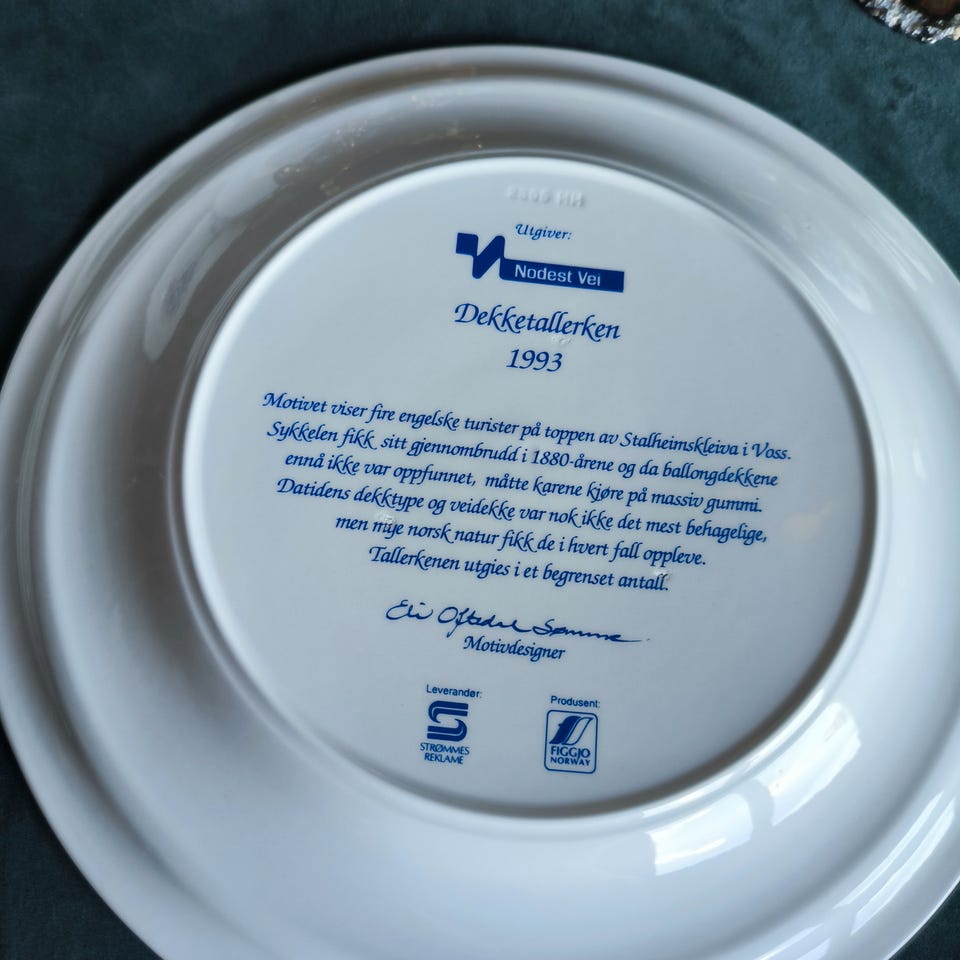 Utgiver:
Nodest Vei
Dekketallerken
1993
Motivet viser fire engelske turister på toppen av Stalheimskleiva i Voss.
Sykkelen fikk sitt gjennombrudd i 1880-årene og da ballongdekkene
ennå ikke var oppfunnet, måtte karene kjøre på massiv gummi.
Datidens dekktype og veidekke var nok ikke det mest behagelige,
men mye norsk natur fikk de i hvert fall oppleve.
Tallerkenen utgies i et begrenset antall.
Eli Oftedal Sømme
Motivdesigner
Leverandør:
STRØMMES
REKLAME
Produsent:
FIGGJO
NORWAY